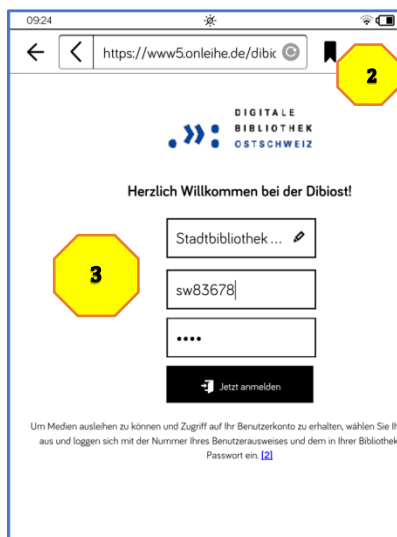 09:24
https://www5.onleihe.de/dibic
2
DIGITALE
BIBLIOTHEK
OSTSCHWEIZ
Herzlich Willkommen bei der Dibiost!
Stadtbibliothek ...
3
sw83678
••••
Jetzt anmelden
Um Medien ausleihen zu können und Zugriff auf Ihr Benutzerkonto zu erhalten, wählen Sie Ih
aus und loggen sich mit der Nummer Ihres Benutzerausweises und dem in Ihrer Bibliothek
Passwort ein. [2]